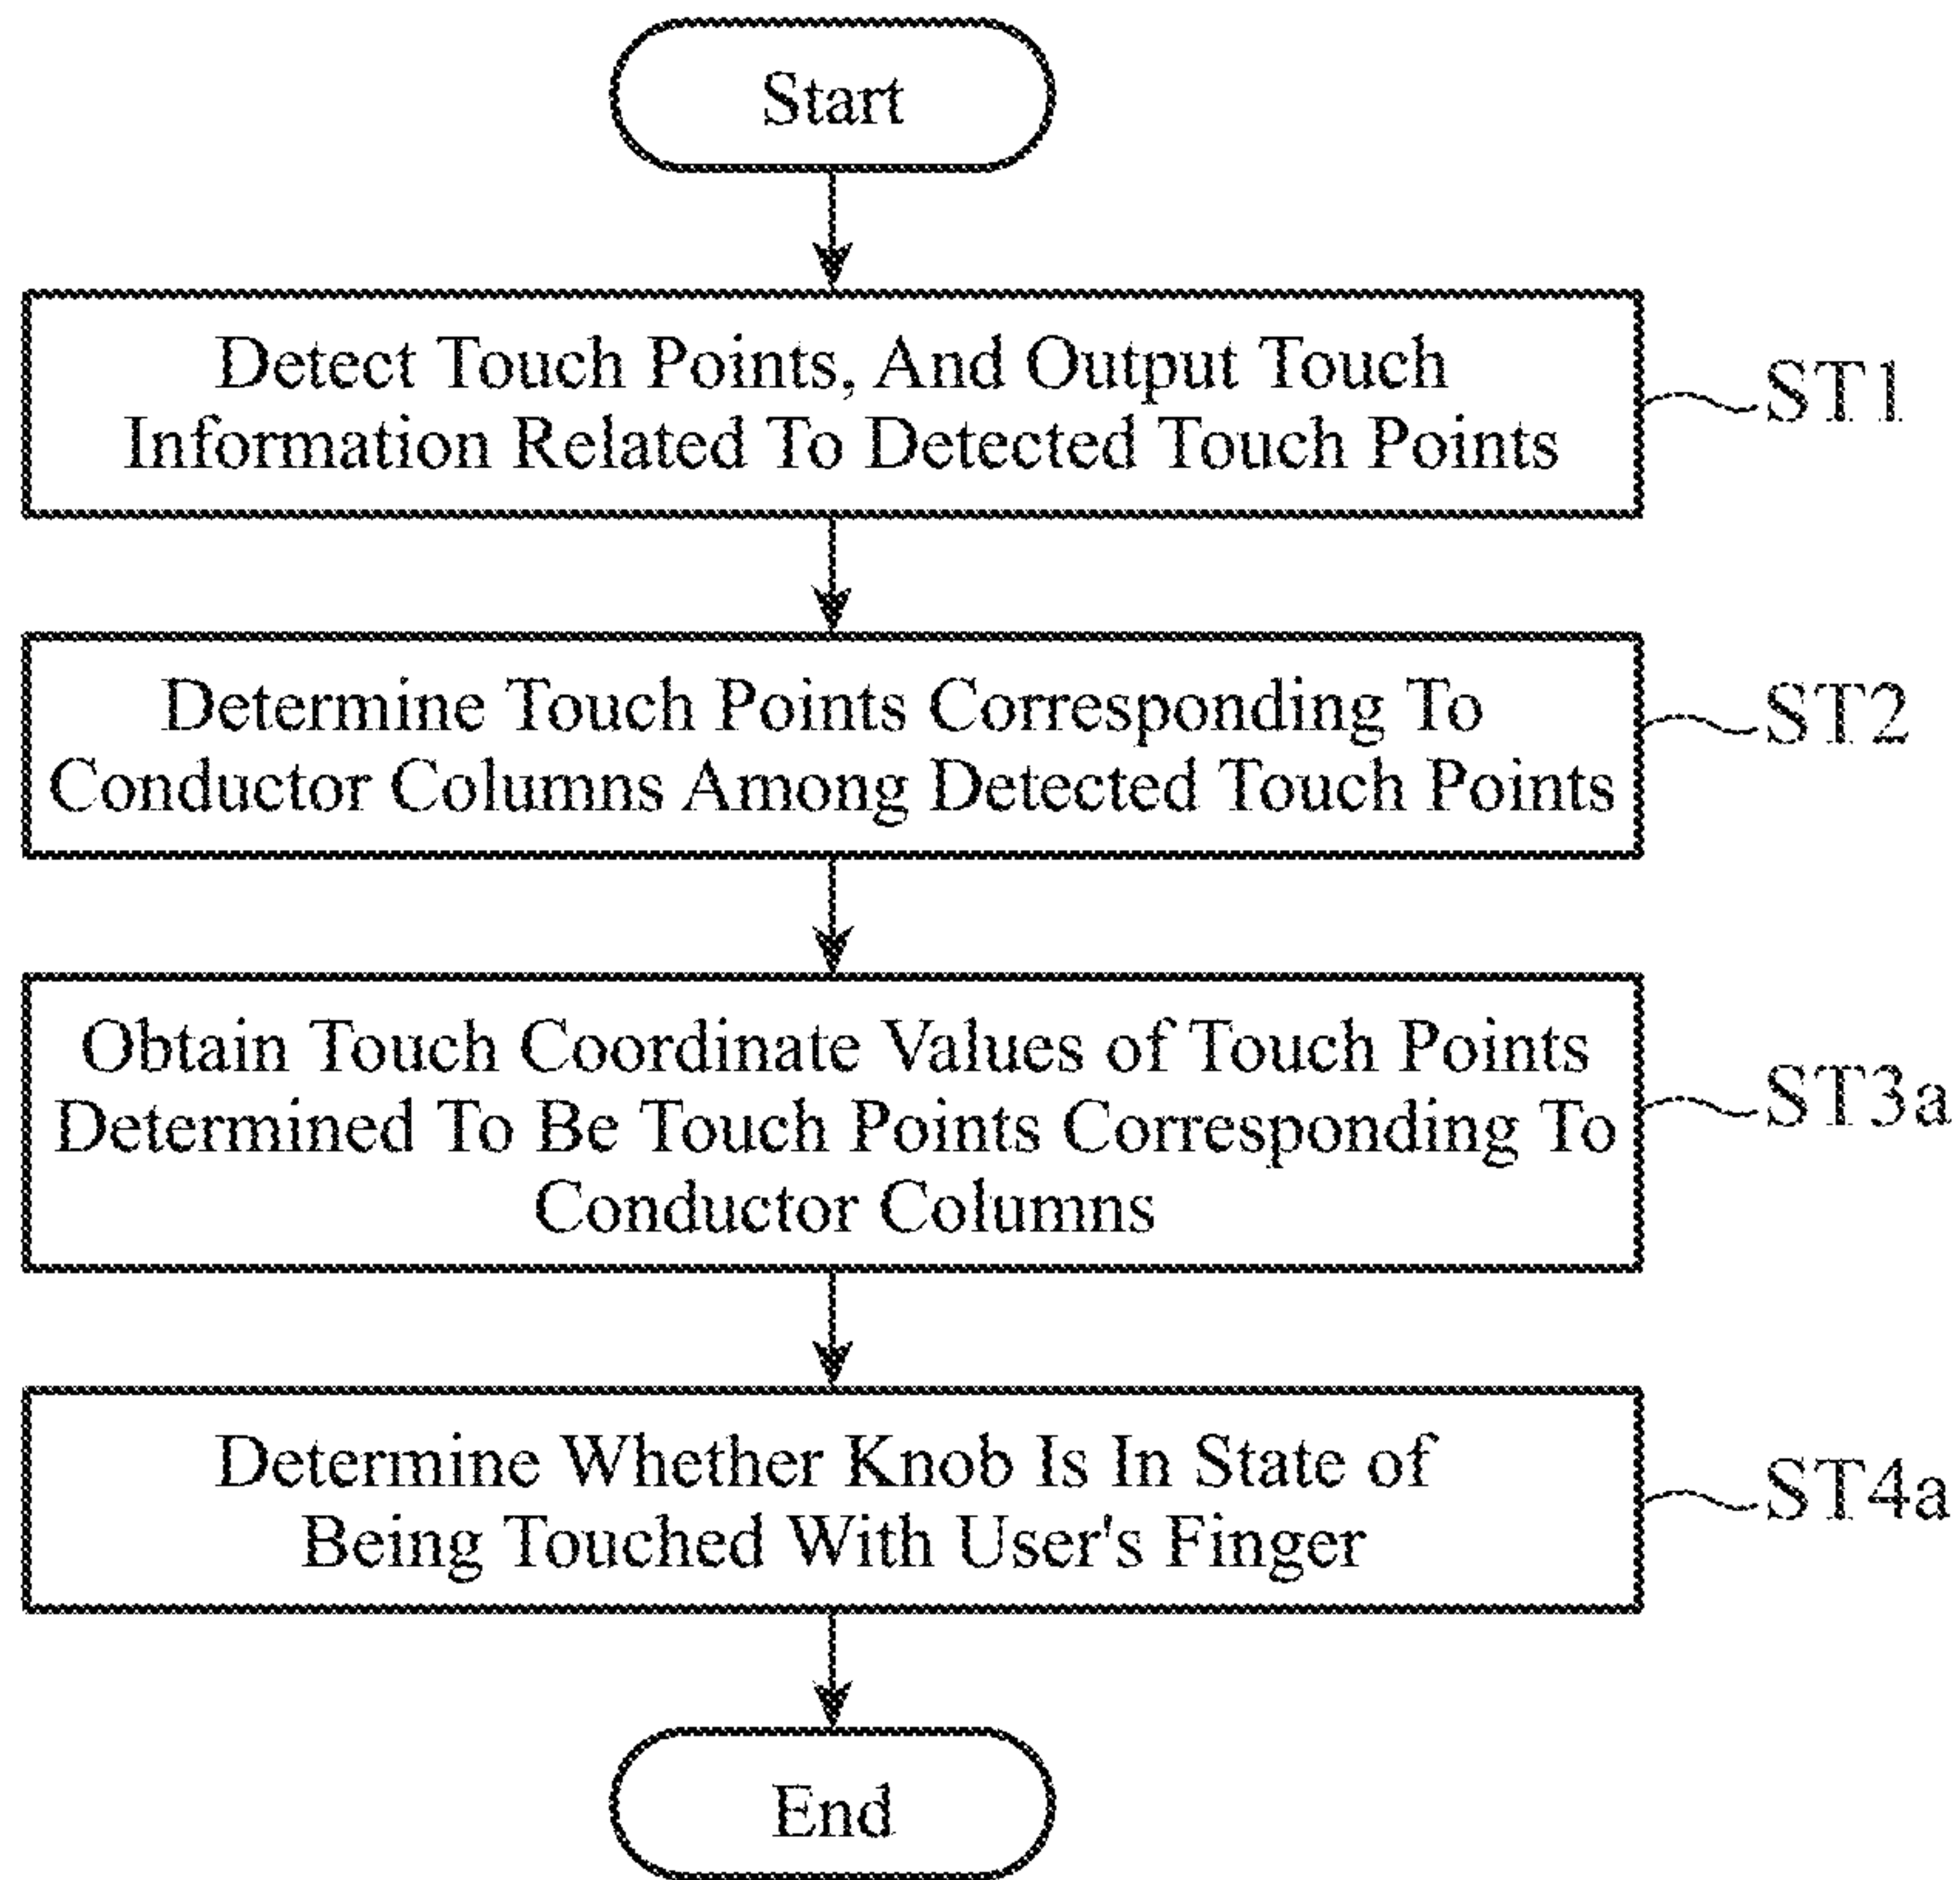 Start
Detect Touch Points, And Output Touch
Information Related To Detected Touch Points
ST1
Determine Touch Points Corresponding To
Conductor Columns Among Detected Touch Points
ST2
Obtain Touch Coordinate Values of Touch Points
Determined To Be Touch Points Corresponding To
Conductor Columns
ST3a
Determine Whether Knob Is In State of
Being Touched With User's Finger
ST4a
End